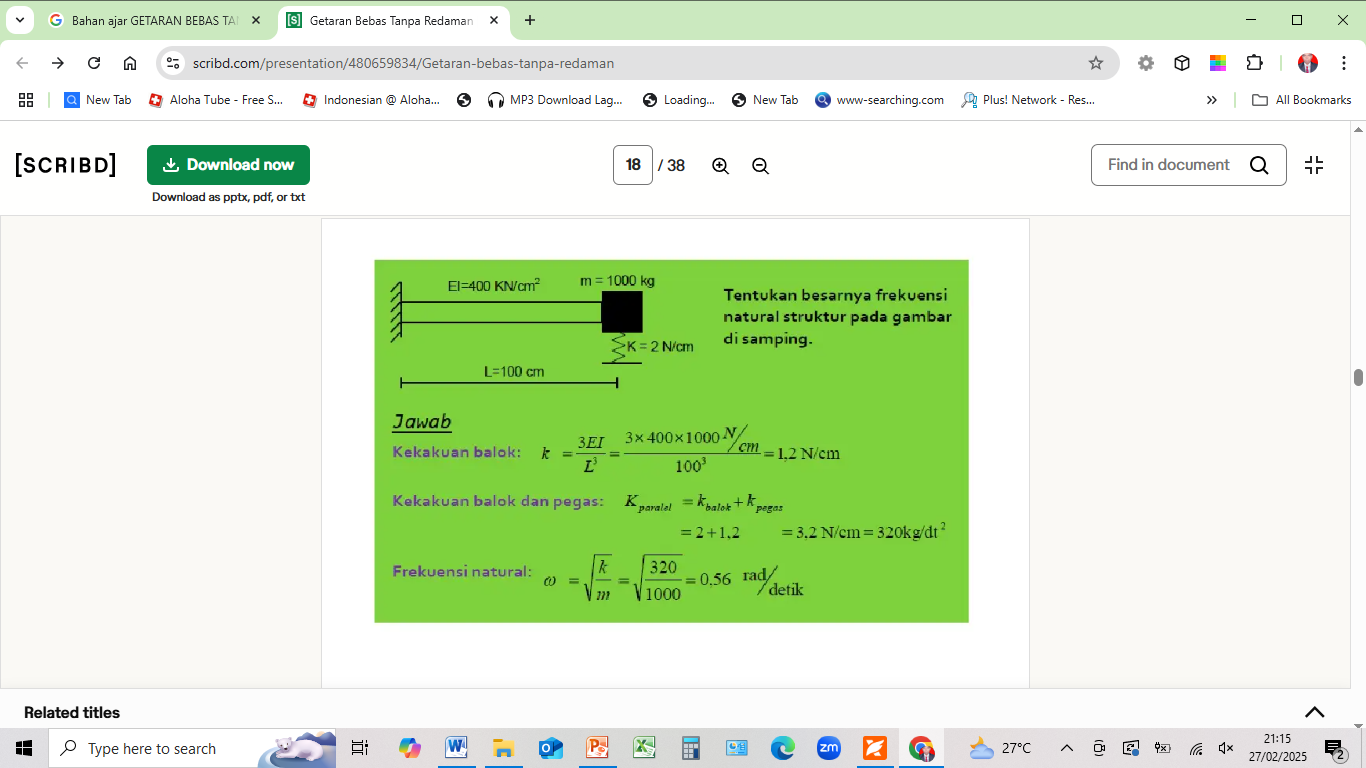 Bahan ajar GETARAN BEBAS TA
Getaran Bebas Tanpa Redaman
scribd.com/presentation/480659834/Getaran-bebas-tanpa-redaman
New Tab
Aloha Tube - Free S...
Indonesian @ Aloha...
MP3 Download Lag...
Loading...
New Tab
www-searching.com
Plus! Network - Res...
»
All Bookmarks
[SCRIBD]
Download now
18 / 38
Find in document
Download as pptx, pdf, or txt
EI=400 KN/cm²
m = 1000 kg
K = 2 N/cm
L=100 cm
Tentukan besarnya frekuensi
natural struktur pada gambar
di samping.
Jawab
Kekakuan balok: k = 3EI/L³ = 3×400×1000 N/cm / 100³ = 1,2 N/cm
Kekakuan balok dan pegas: K paralel = k balok + k pegas
= 2+1,2 = 3,2 N/cm = 320kg/dt²
Frekuensi natural: ω = √(k/m) = √(320/1000) = 0,56 rad/detik
Related titles
Type here to search
zm
27°C
21:15
27/02/2025
2